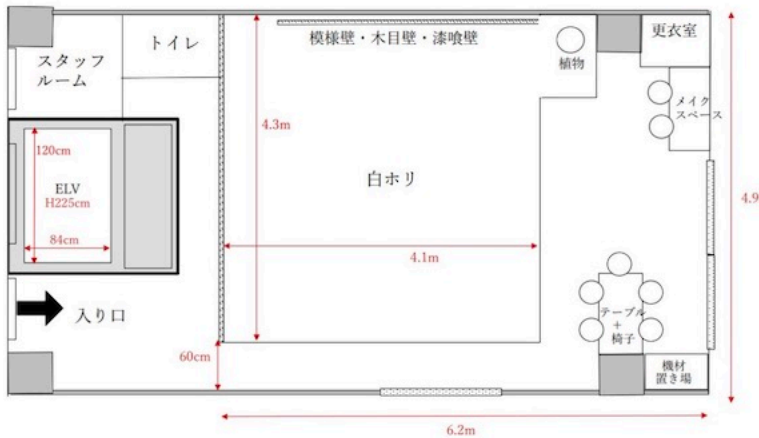 スタッフ
ルーム
トイレ
模様壁・木目壁・漆喰壁
植物
更衣室
メイク
スペース
4.3m
白ホリ
120cm
ELV
H225cm
84cm
4.1m
4.9
入り口
テーブル
+
椅子
60cm
機材
置き場
6.2m